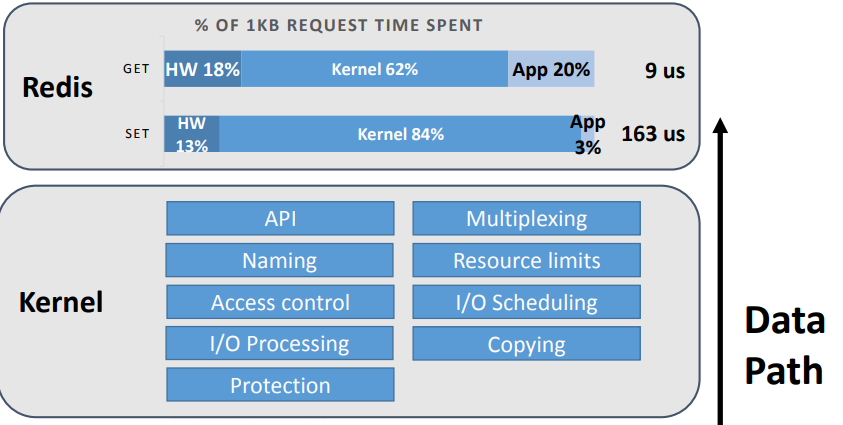 % OF 1KB REQUEST TIME SPENT
Redis
GET
HW 18%
Kernel 62%
App 20%
9 us
SET
HW
13%
Kernel 84%
App
3%
163 us
Kernel
API
Multiplexing
Naming
Resource limits
Access control
I/O Scheduling
I/O Processing
Copying
Protection
Data
Path